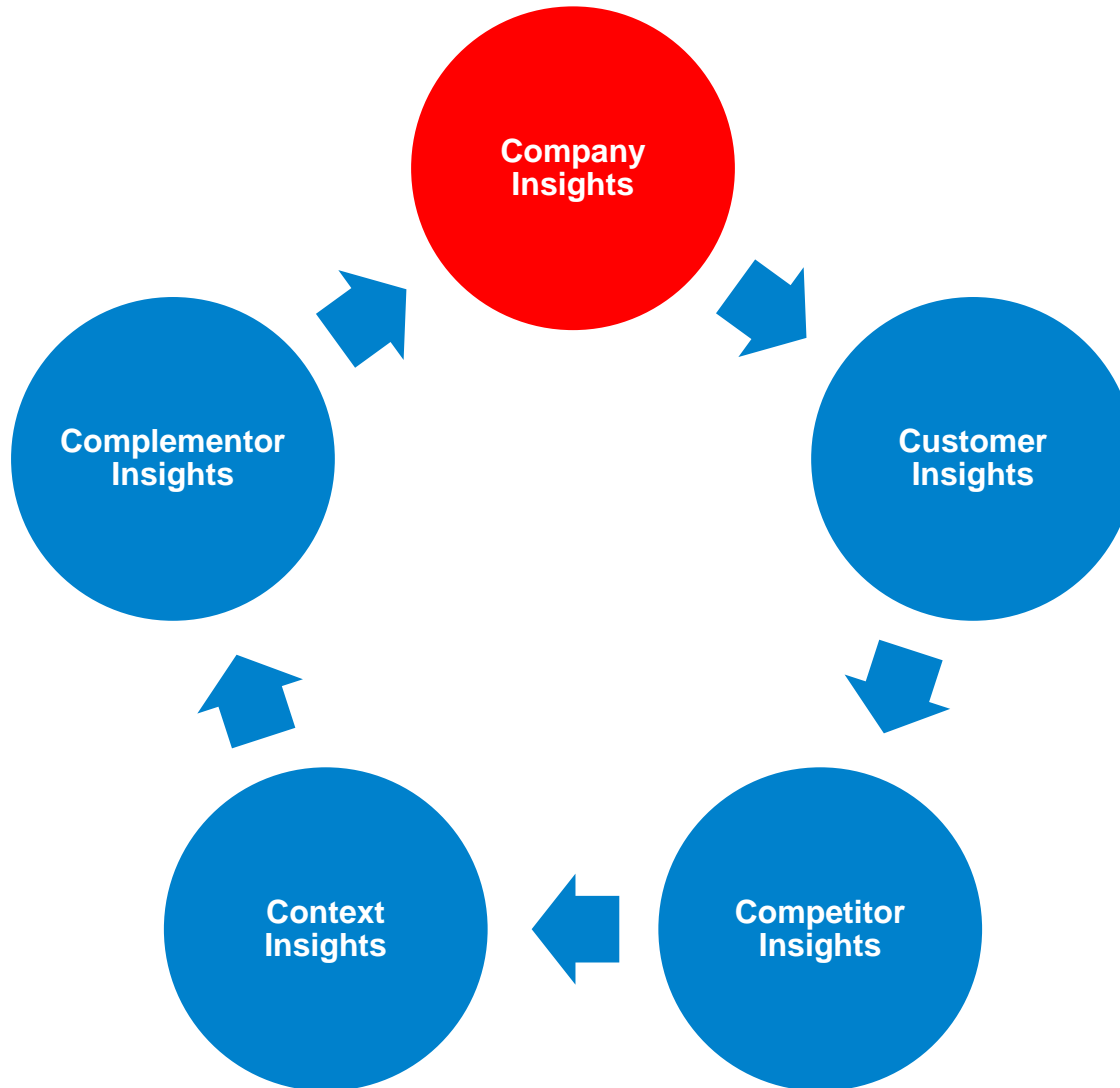 Company
Insights
Customer
Insights
Competitor
Insights
Context
Insights
Complementor
Insights